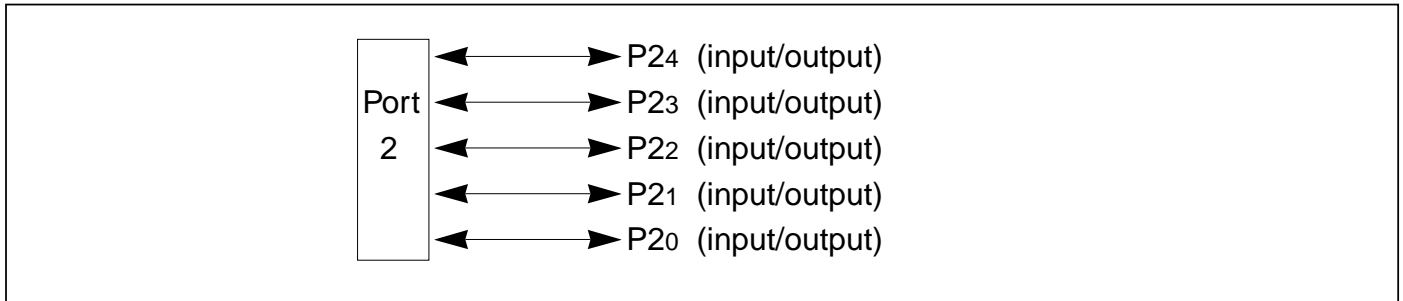 P24 (input/output)
Port
2
P23 (input/output)
P22 (input/output)
P21 (input/output)
P20 (input/output)